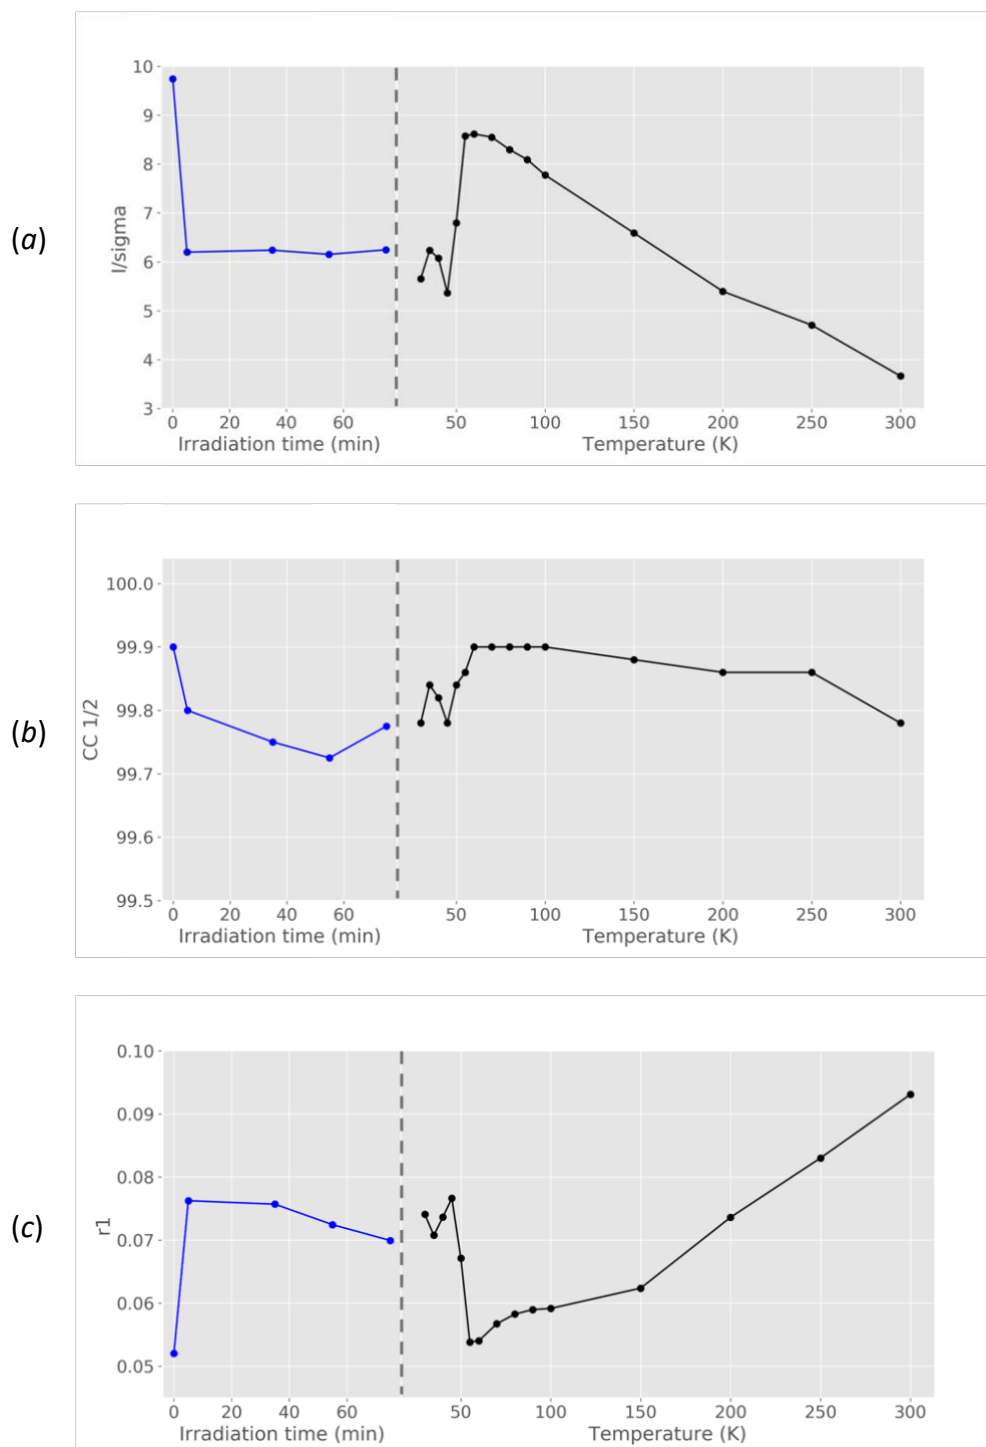 (a)
10
9
8
7
6
5
4
3
I/sigma
0 20 40 60 50 100 150 200 250 300
Irradiation time (min) Temperature (K)
(b)
100.0
99.9
99.8
99.7
99.6
99.5
CC 1/2
0 20 40 60 50 100 150 200 250 300
Irradiation time (min) Temperature (K)
(c)
0.10
0.09
0.08
0.07
0.06
0.05
r1
0 20 40 60 50 100 150 200 250 300
Irradiation time (min) Temperature (K)